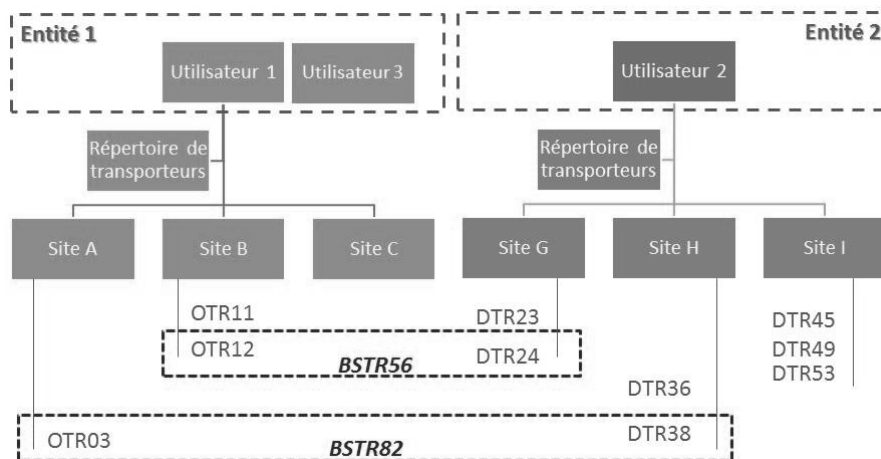 Entité 1
Entité 2
Utilisateur 1
Utilisateur 3
Utilisateur 2
Répertoire de
transporteurs
Répertoire de
transporteurs
Site A
Site B
Site C
Site G
Site H
Site I
OTR11
DTR23
DTR45
OTR12
BSTR56
DTR24
DTR49
DTR53
DTR36
OTR03
BSTR82
DTR38